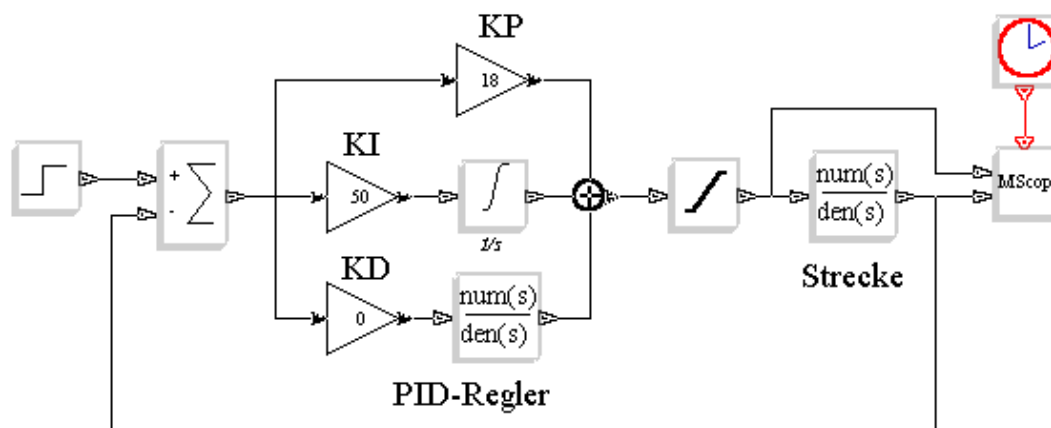 KP
18
KI
50
1/s
KD
0
num(s)
den(s)
PID-Regler
+
-
Σ
num(s)
den(s)
Strecke
MScop